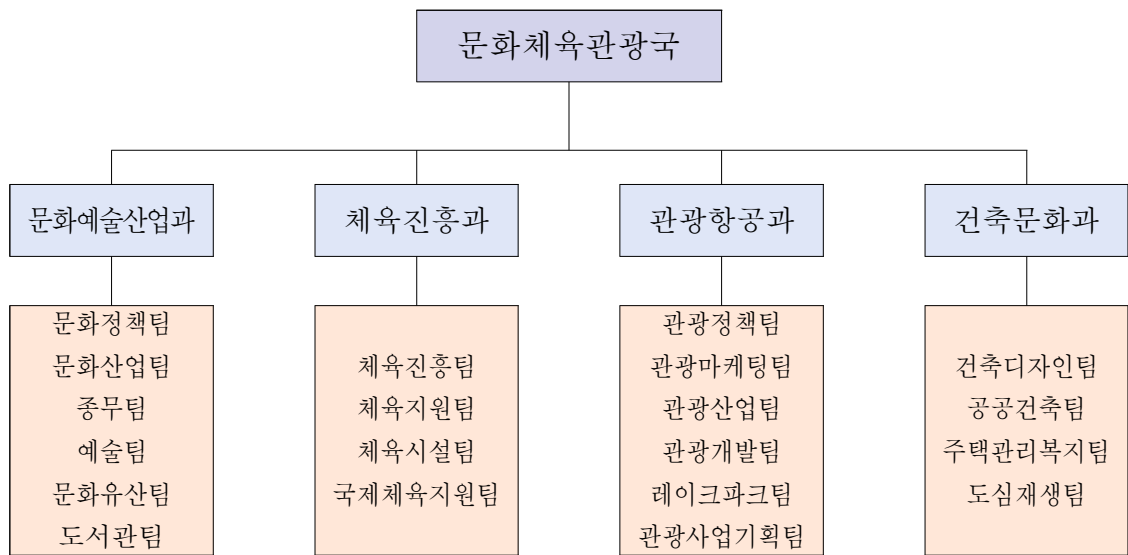 문화체육관광국
문화예술산업과
체육진흥과
관광항공과
건축문화과
문화정책팀
문화산업팀
종무팀
예술팀
문화유산팀
도서관팀
체육진흥팀
체육지원팀
체육시설팀
국제체육지원팀
관광정책팀
관광마케팅팀
관광산업팀
관광개발팀
레이크파크팀
관광사업기획팀
건축디자인팀
공공건축팀
주택관리복지팀
도심재생팀